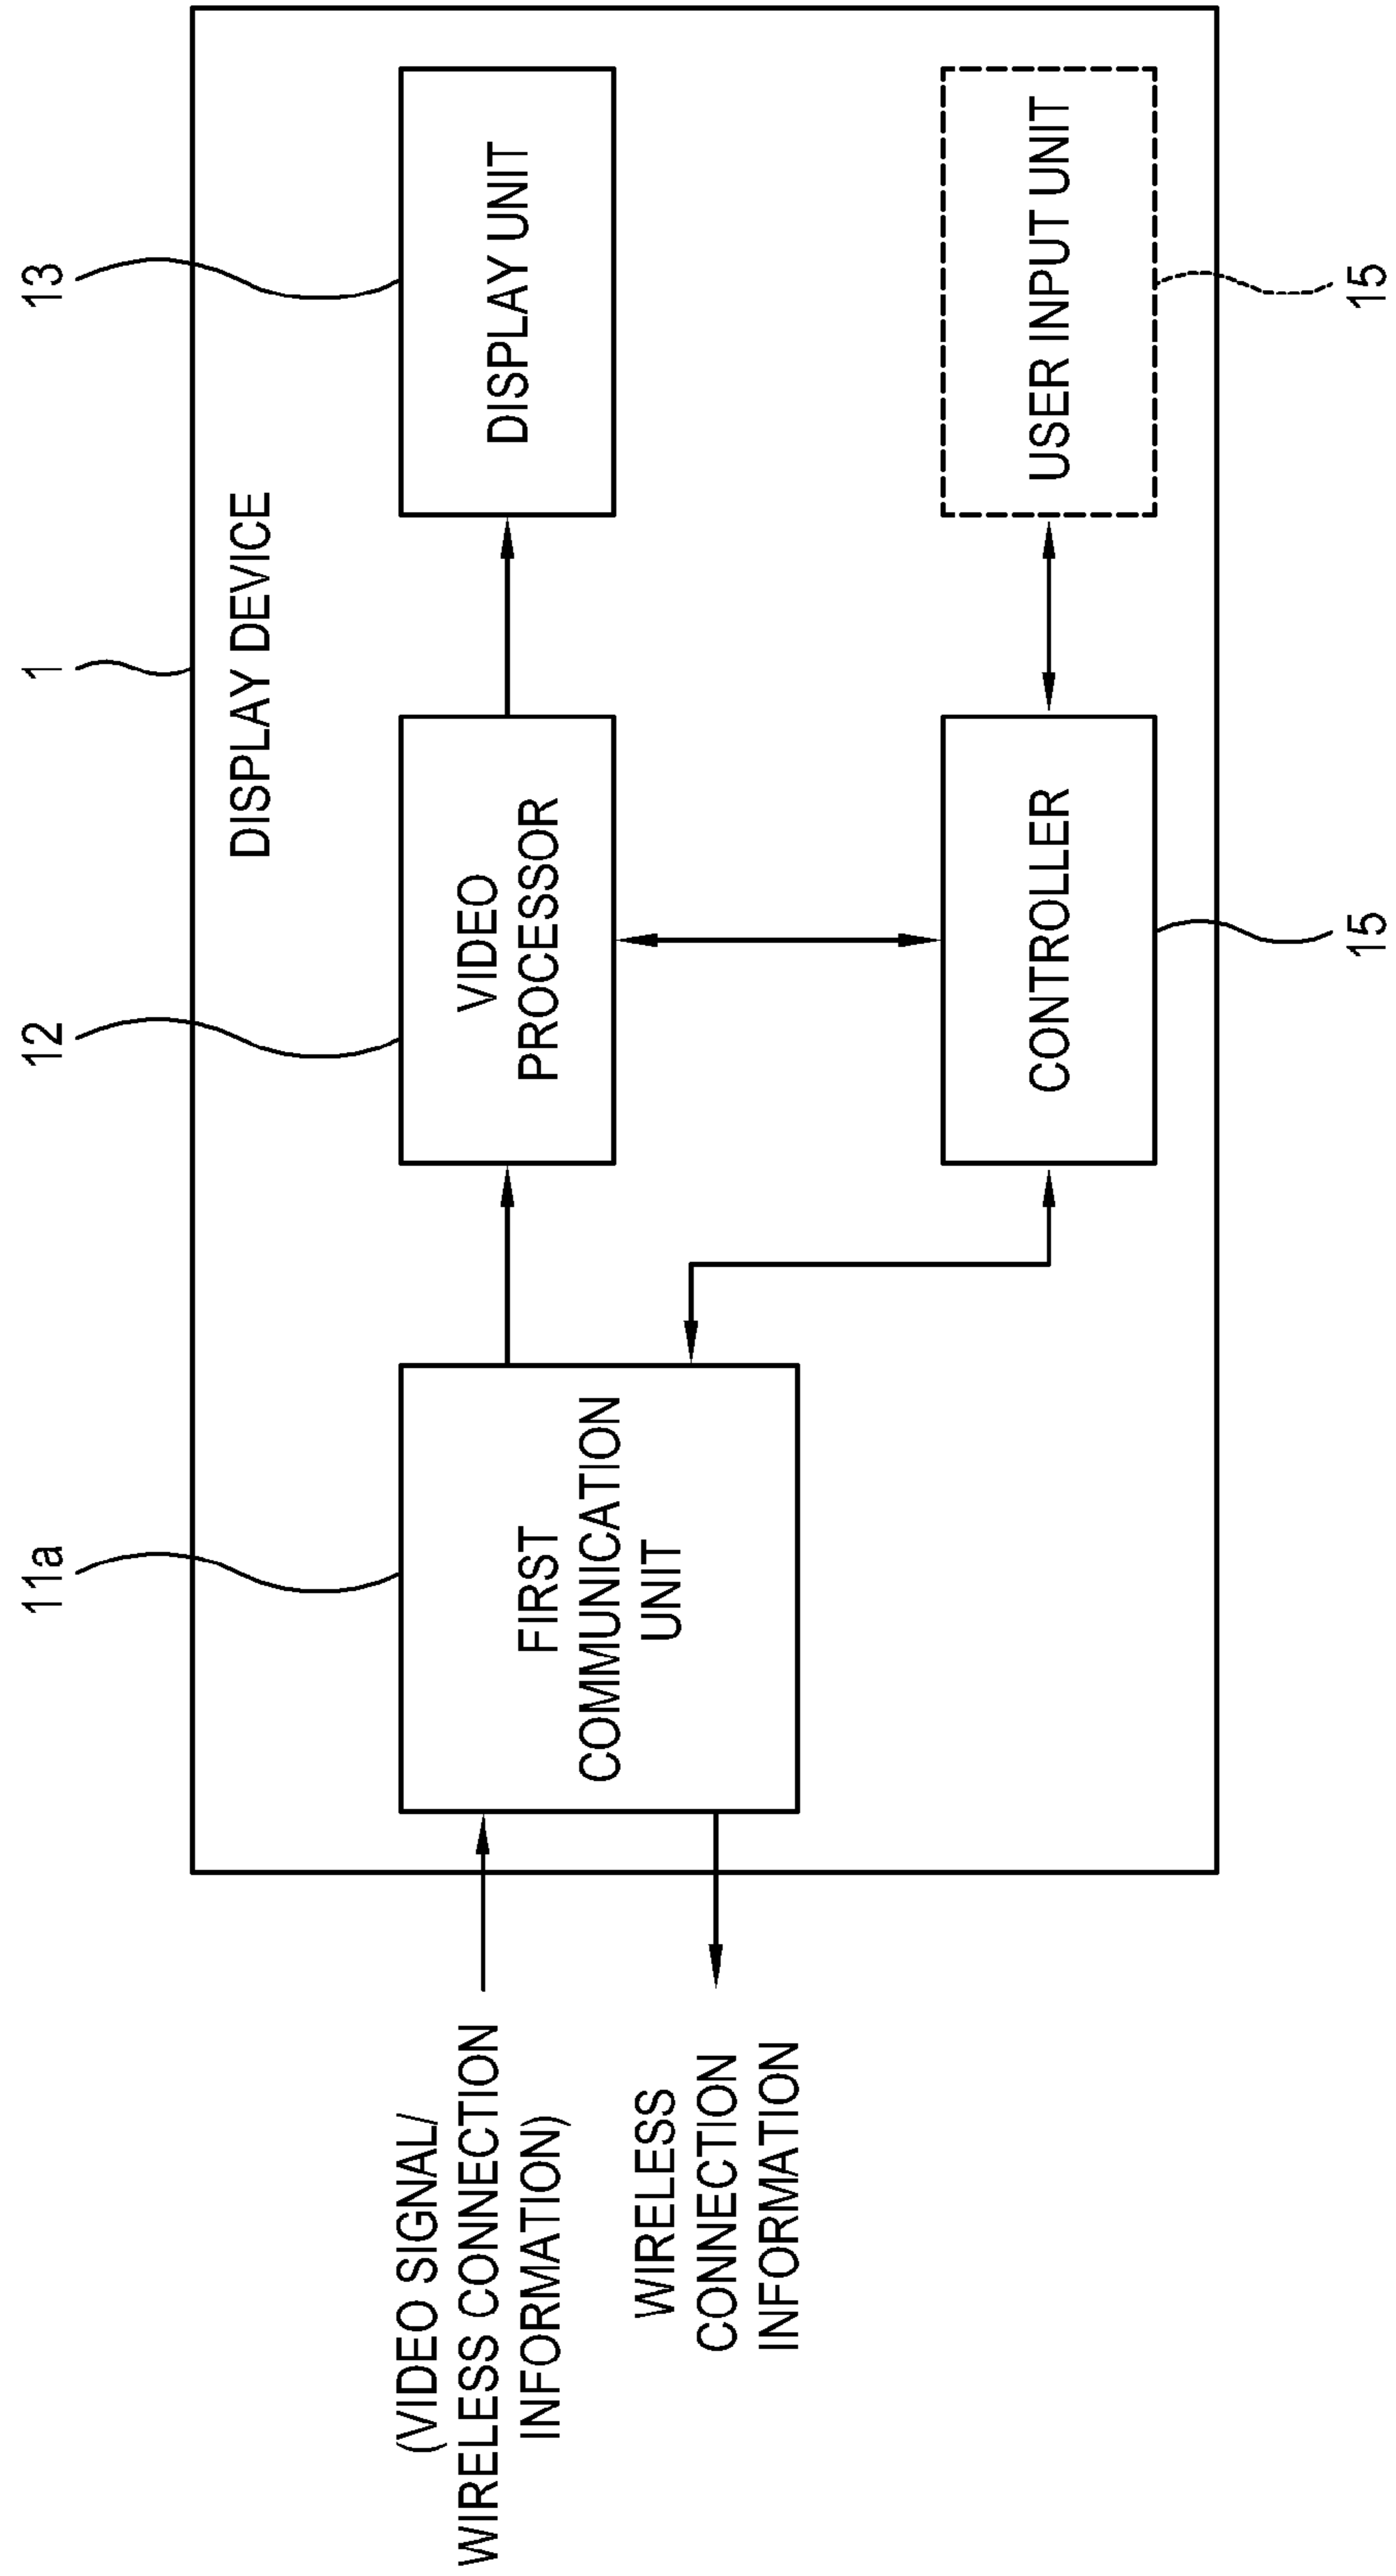 11a
12
1
13
DISPLAY DEVICE
(VIDEO SIGNAL/
WIRELESS CONNECTION
INFORMATION)
WIRELESS
CONNECTION
INFORMATION
FIRST
COMMUNICATION
UNIT
VIDEO
PROCESSOR
DISPLAY UNIT
CONTROLLER
USER INPUT UNIT
15
15